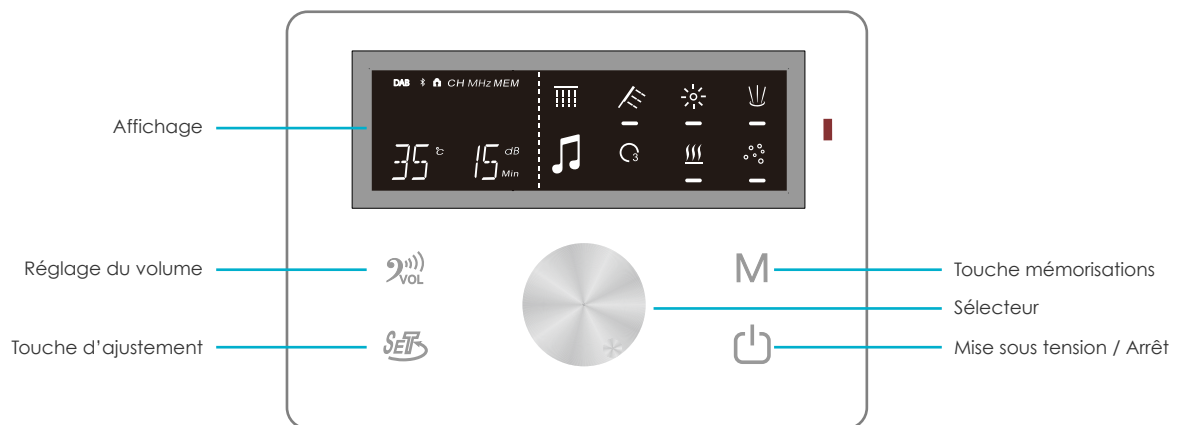 DAB CH MHz MEM
Affichage
35 °c 15 dB Min
3
Réglage du volume
VOL
M
Touche mémorisations
Sélecteur
Touche d’ajustement
SET
Mise sous tension / Arrêt